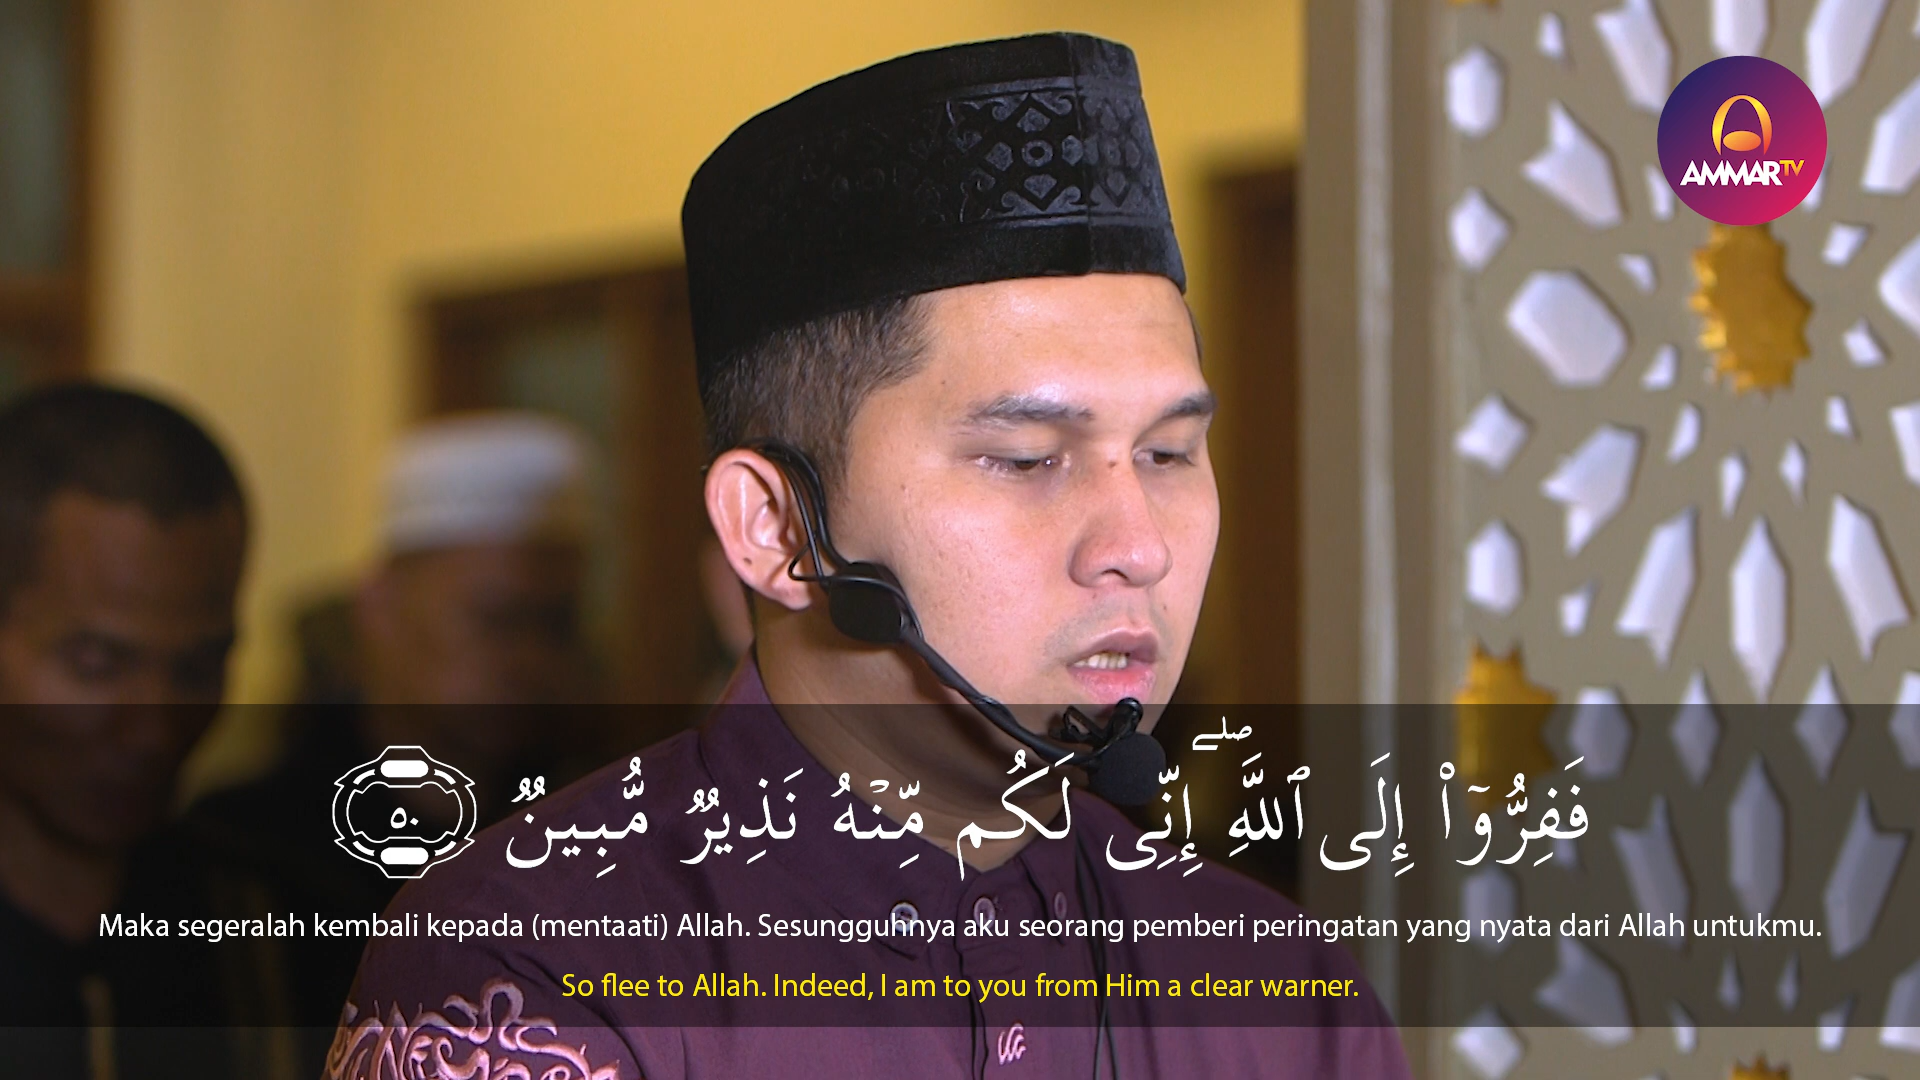 AMMARTV
فَفِرُّوٓا۟ إِلَى ٱللَّهِ ۖ إِنِّى لَكُم مِّنْهُ نَذِيرٌ مُّبِينٌ ٥٠
Maka segeralah kembali kepada (mentaati) Allah. Sesungguhnya aku seorang pemberi peringatan yang nyata dari Allah untukmu.
So flee to Allah. Indeed, I am to you from Him a clear warner.